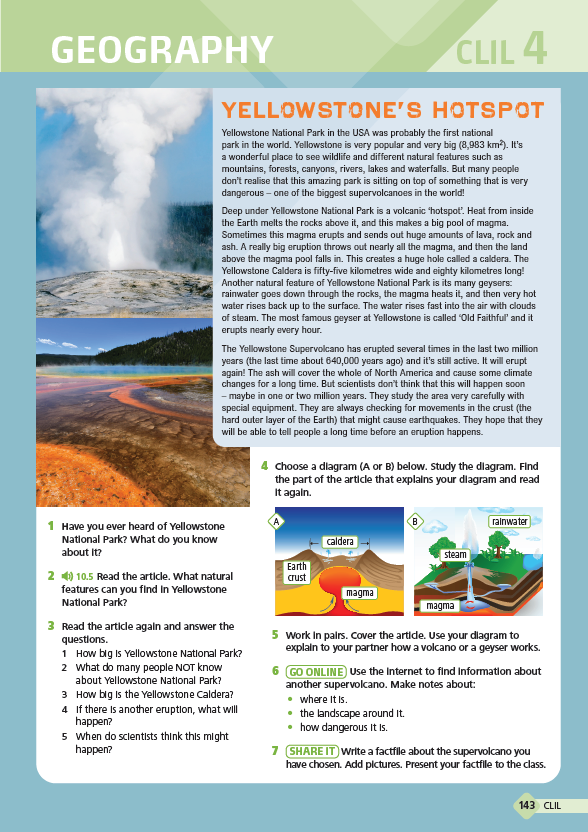 GEOGRAPHY
CLIL 4
YELLOWSTONE'S HOTSPOT
Yellowstone National Park in the USA was probably the first national
park in the world. Yellowstone is very popular and very big (8,983 km²). It's
a wonderful place to see wildlife and different natural features such as
mountains, forests, canyons, rivers, lakes and waterfalls. But many people
don't realise that this amazing park is sitting on top of something that is very
dangerous – one of the biggest supervolcanoes in the world!
Deep under Yellowstone National Park is a volcanic 'hotspot'. Heat from inside
the Earth melts the rocks above it, and this makes a big pool of magma.
Sometimes this magma erupts and sends out huge amounts of lava, rock and
ash. A really big eruption throws out nearly all the magma, and then the land
above the magma pool falls in. This creates a huge hole called a caldera. The
Yellowstone Caldera is fifty-five kilometres wide and eighty kilometres long!
Another natural feature of Yellowstone National Park is its many geysers:
rainwater goes down through the rocks, the magma heats it, and then very hot
water rises back up to the surface. The water rises fast into the air with clouds
of steam. The most famous geyser at Yellowstone is called 'Old Faithful' and it
erupts nearly every hour.
The Yellowstone Supervolcano has erupted several times in the last two million
years (the last time about 640,000 years ago) and it's still active. It will erupt
again! The ash will cover the whole of North America and cause some climate
changes for a long time. But scientists don't think that this will happen soon
– maybe in one or two million years. They study the area very carefully with
special equipment. They are always checking for movements in the crust (the
hard outer layer of the Earth) that might cause earthquakes. They hope that they
will be able to tell people a long time before an eruption happens.
1 Have you ever heard of Yellowstone
National Park? What do you know
about it?
2 10.5 Read the article. What natural
features can you find in Yellowstone
National Park?
3 Read the article again and answer the
questions.
1 How big is Yellowstone National Park?
2 What do many people NOT know
about Yellowstone National Park?
3 How big is the Yellowstone Caldera?
4 If there is another eruption, what will
happen?
5 When do scientists think this might
happen?
4 Choose a diagram (A or B) below. Study the diagram. Find
the part of the article that explains your diagram and read
it again.
A
caldera
Earth
crust
magma
B
rainwater
steam
magma
5 Work in pairs. Cover the article. Use your diagram to
explain to your partner how a volcano or a geyser works.
6 GO ONLINE Use the internet to find information about
another supervolcano. Make notes about:
• where it is.
• the landscape around it.
• how dangerous it is.
7 SHARE IT Write a factfile about the supervolcano you
have chosen. Add pictures. Present your factfile to the class.
143 CLIL